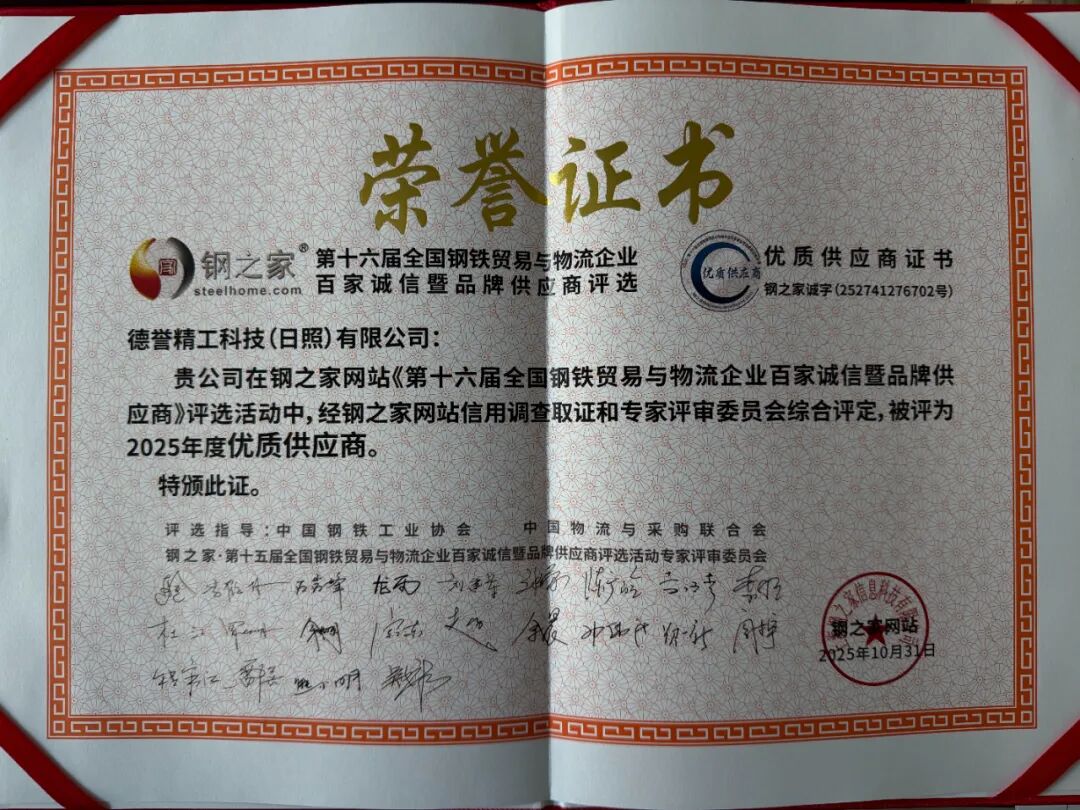 荣誉证书
钢之家®
steelhome.com
第十六届全国钢铁贸易与物流企业
百家诚信暨品牌供应商评选
优质供应商
优质供应商证书
钢之家诚字(252741276702号)
德誉精工科技(日照)有限公司:
贵公司在钢之家网站《第十六届全国钢铁贸易与物流企业百家诚信暨品牌供
应商》评选活动中,经钢之家网站信用调查取证和专家评审委员会综合评定,被评为
2025年度优质供应商。
特颁此证。
评选指导:中国钢铁工业协会 中国物流与采购联合会
钢之家·第十五届全国钢铁贸易与物流企业百家诚信暨品牌供应商评选活动专家评审委员会
杜江
钢之家网站
2025年10月31日